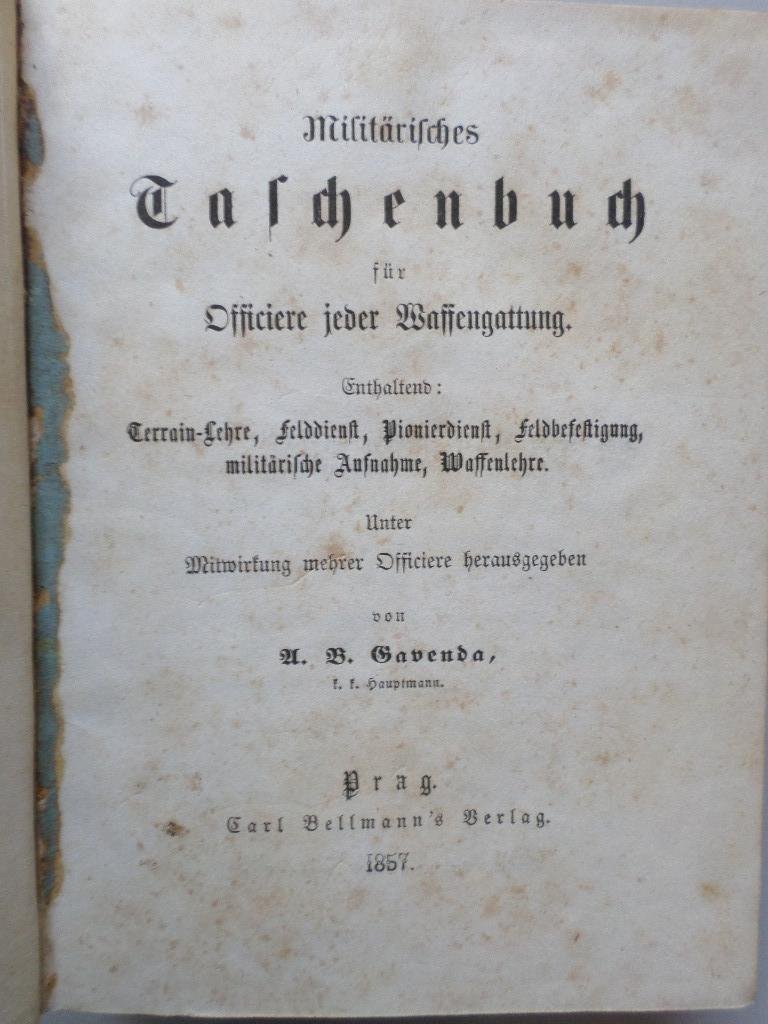 Militärisches
Taschenbuch
für
Officiere jeder Waffengattung.
Enthaltend:
Terrain-Lehre, Felddienst, Pionierdienst, Feldbefestigung,
militärische Aufnahme, Waffenlehre.
Unter
Mitwirkung mehrer Officiere herausgegeben
von
A. B. Gavenda,
k. k. Hauptmann.
Prag.
Carl Bellmann's Verlag.
1857.